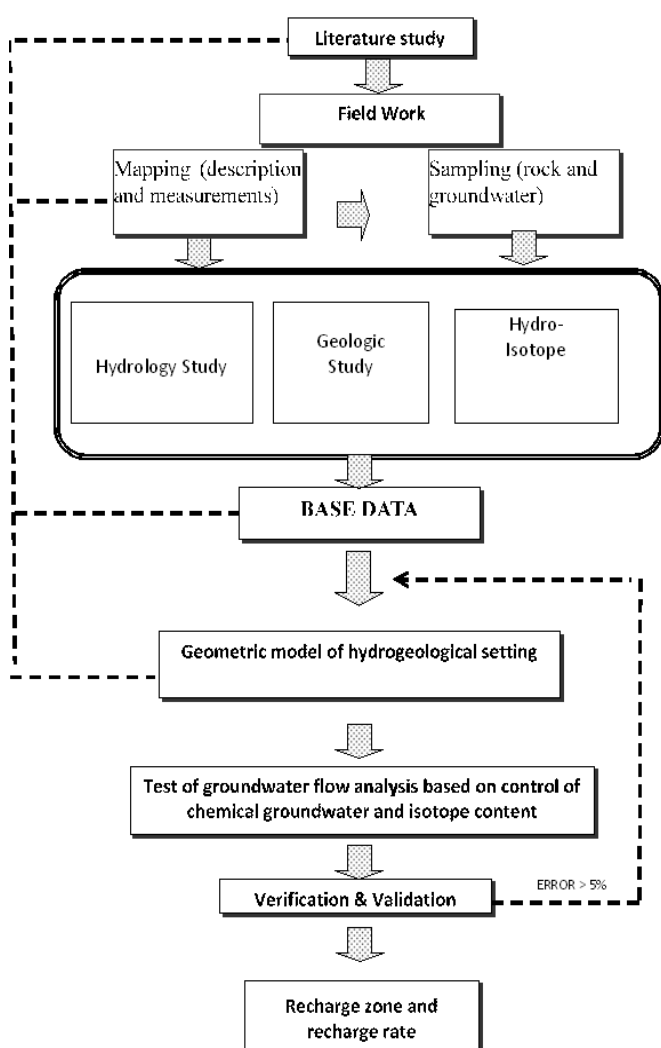 Literature study
Field Work
Mapping (description
and measurements)
Sampling (rock and
groundwater)
Hydrology Study
Geologic
Study
Hydro-
Isotope
BASE DATA
Geometric model of hydrogeological setting
Test of groundwater flow analysis based on control of
chemical groundwater and isotope content
Verification & Validation
ERROR > 5%
Recharge zone and
recharge rate